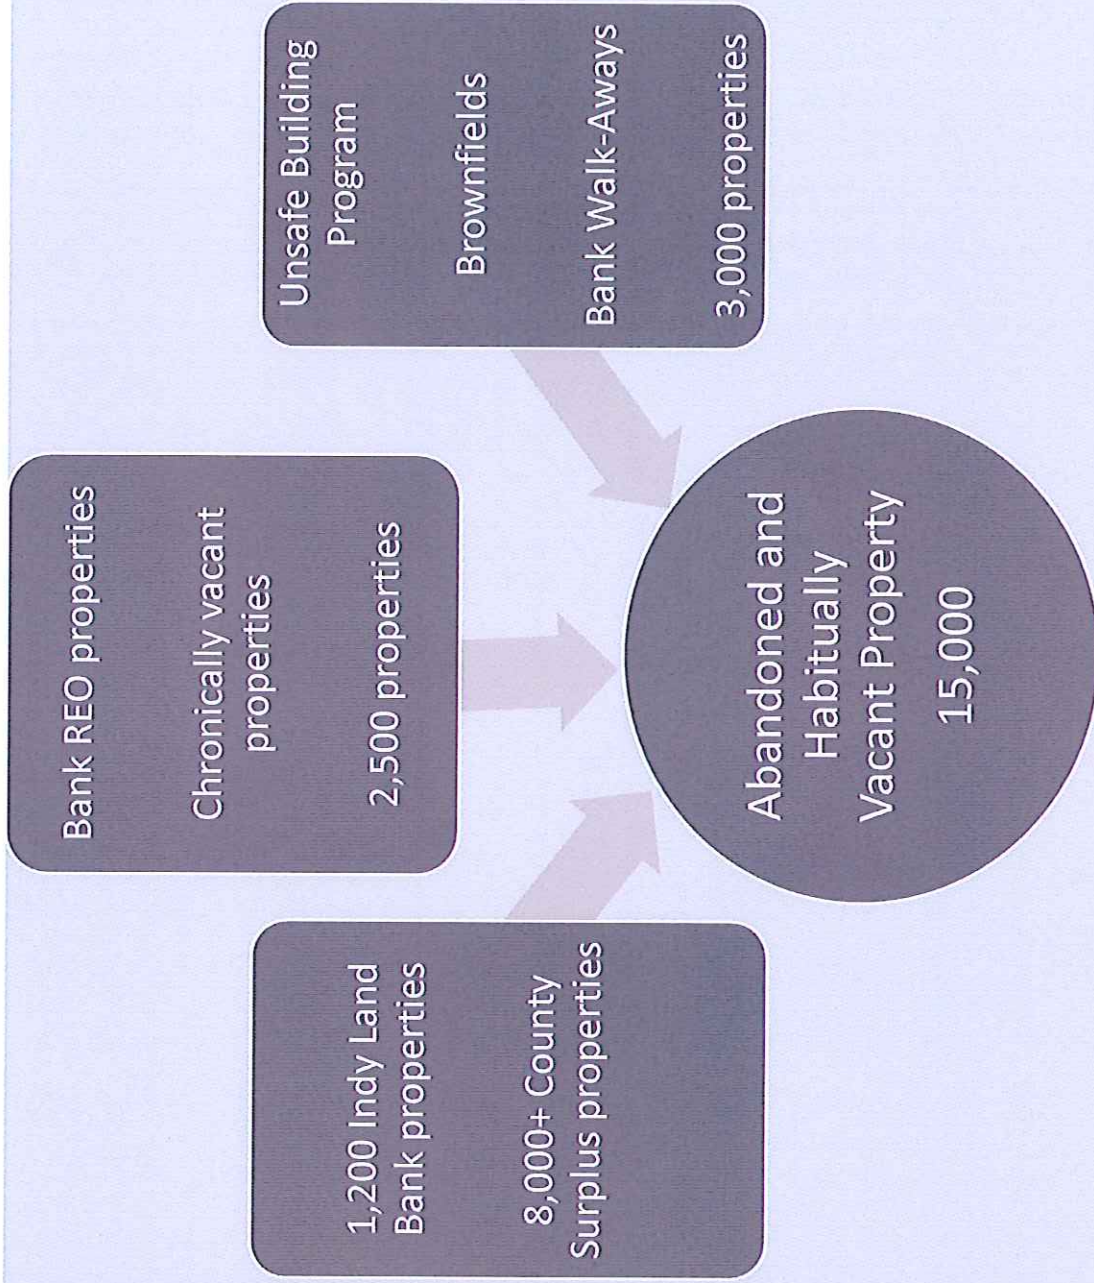 1,200 Indy Land
Bank properties
8,000+ County
Surplus properties
Bank REO properties
Chronically vacant
properties
2,500 properties
Unsafe Building
Program
Brownfields
Bank Walk-Aways
3,000 properties
Abandoned and
Habitually
Vacant Property
15,000